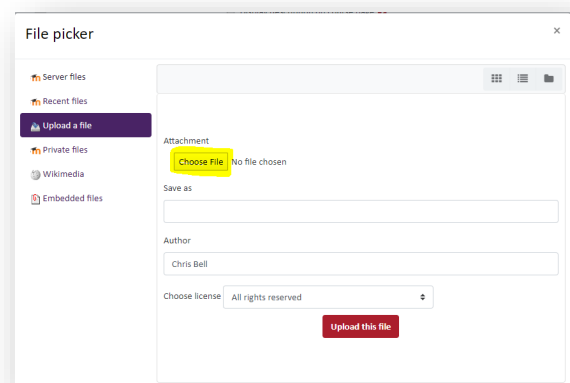 File picker
×
Server files
Recent files
Upload a file
Private files
Wikimedia
Embedded files
Attachment
Choose File No file chosen
Save as
Author
Chris Bell
Choose license All rights reserved
Upload this file